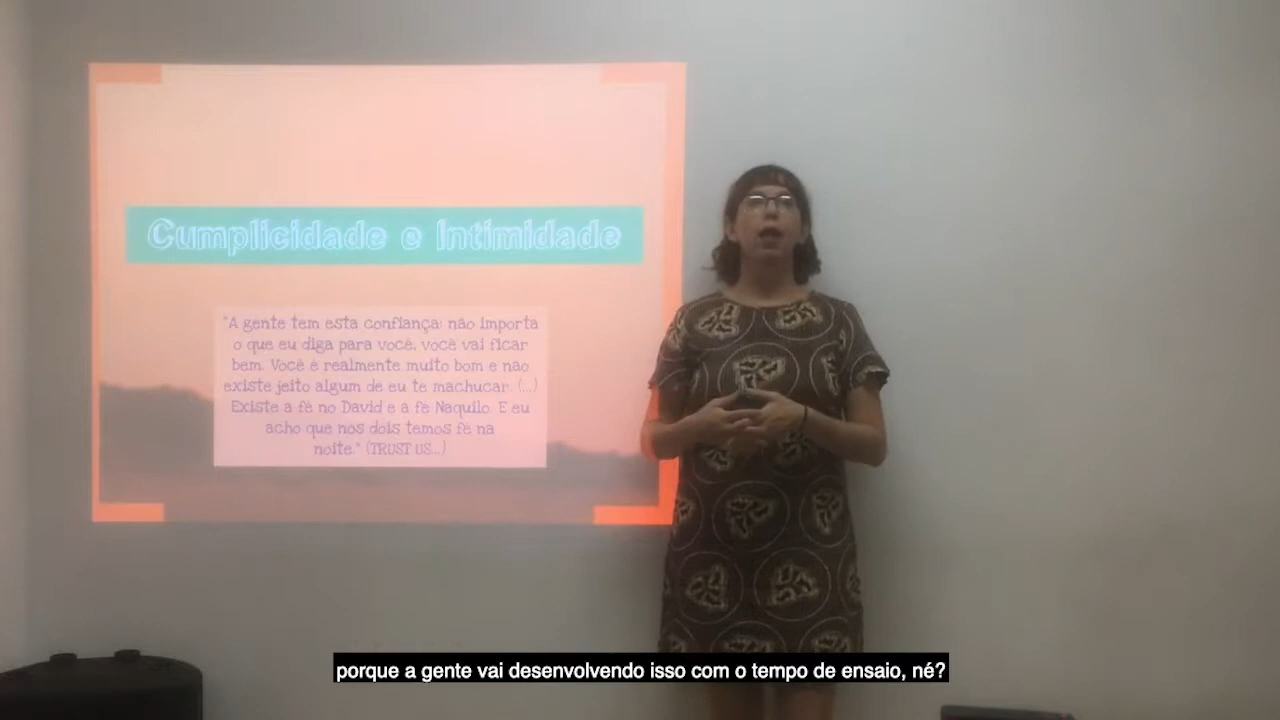 Cumplicidade e Intimidade
"A gente tem esta confiança: não importa
o que eu diga para você, você vai ficar
bem. Você é realmente muito bom e não
existe jeito algum de eu te machucar. (...)
Existe a fé no David e a fé Naquilo. E eu
acho que nós dois temos fé na
noite." (TRUST US...)
porque a gente vai desenvolvendo isso com o tempo de ensaio, né?